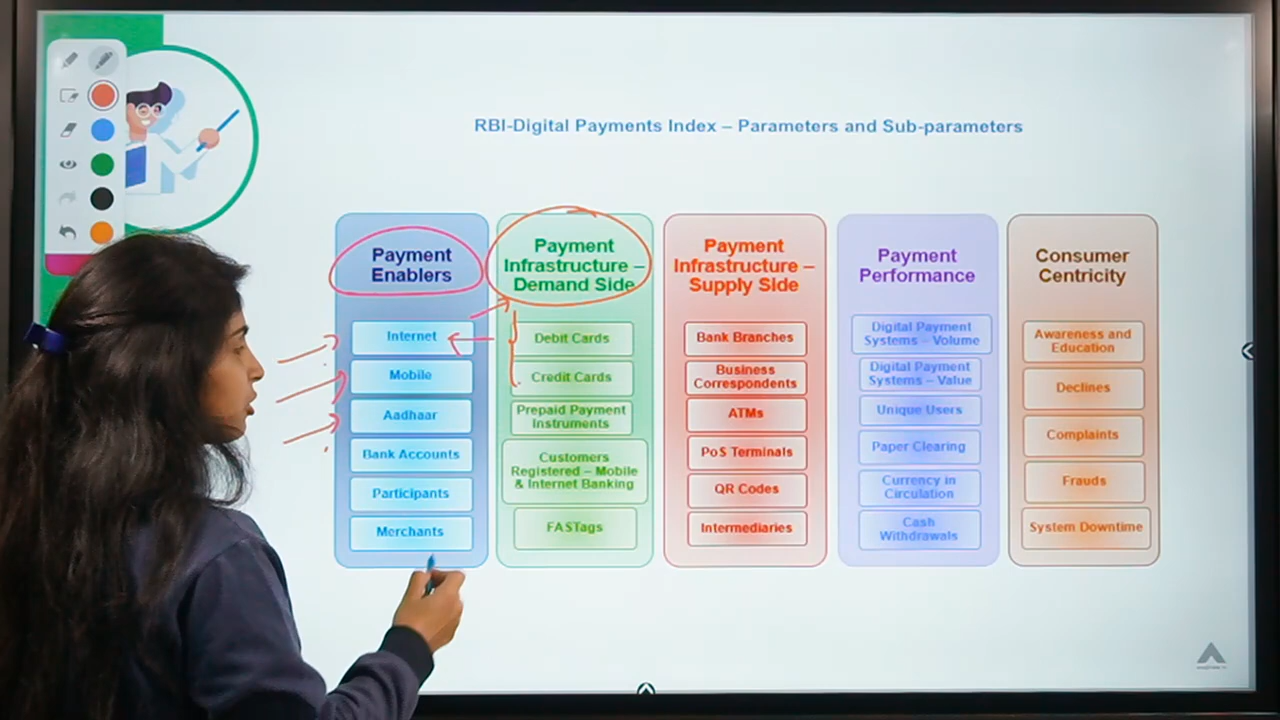 RBI-Digital Payments Index – Parameters and Sub-parameters
Payment
Enablers
Internet
Mobile
Aadhaar
Bank Accounts
Participants
Merchants
Payment
Infrastructure –
Demand Side
Debit Cards
Credit Cards
Prepaid Payment
Instruments
Customers
Registered – Mobile
& Internet Banking
FASTags
Payment
Infrastructure –
Supply Side
Bank Branches
Business
Correspondents
ATMs
PoS Terminals
QR Codes
Intermediaries
Payment
Performance
Digital Payment
Systems – Volume
Digital Payment
Systems – Value
Unique Users
Paper Clearing
Currency in
Circulation
Cash
Withdrawals
Consumer
Centricity
Awareness and
Education
Declines
Complaints
Frauds
System Downtime